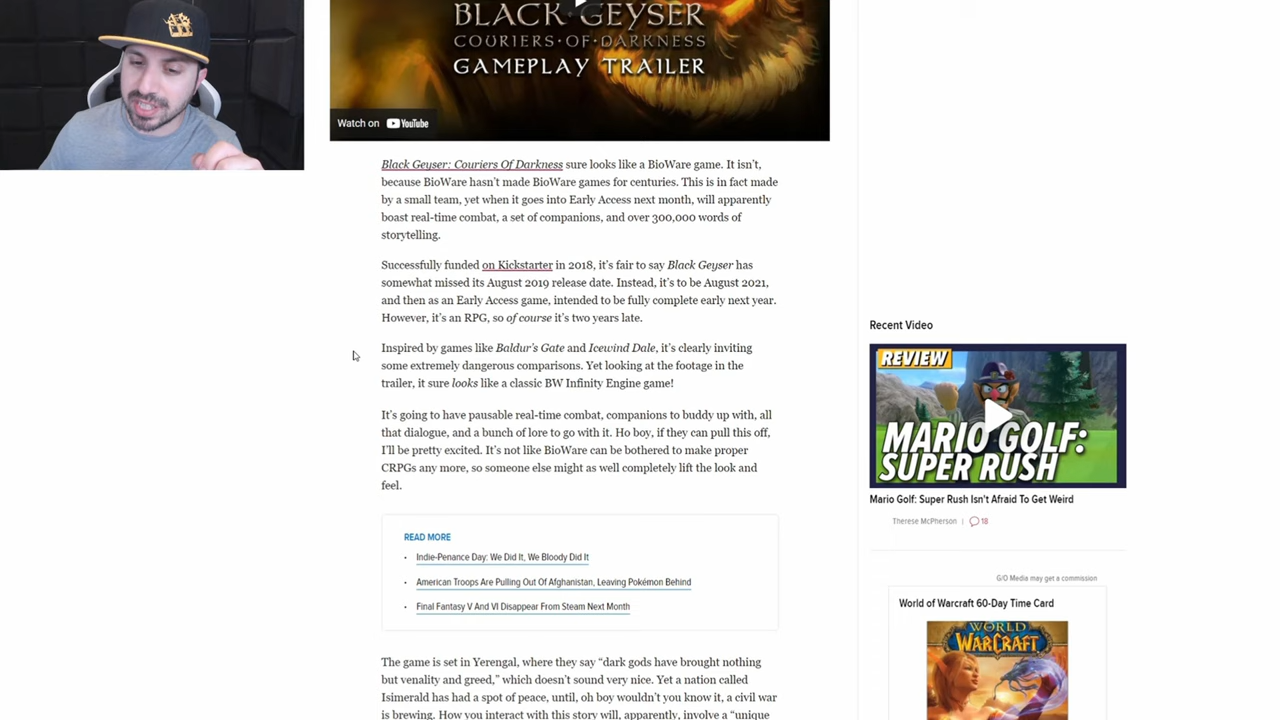 BLACK GEYSER
COURIERS·OF·DARKNESS
GAMEPLAY TRAILER
Watch on YouTube
Black Geyser: Couriers Of Darkness sure looks like a BioWare game. It isn't,
because BioWare hasn't made BioWare games for centuries. This is in fact made
by a small team, yet when it goes into Early Access next month, will apparently
boast real-time combat, a set of companions, and over 300,000 words of
storytelling.
Successfully funded on Kickstarter in 2018, it's fair to say Black Geyser has
somewhat missed its August 2019 release date. Instead, it's to be August 2021,
and then as an Early Access game, intended to be fully complete early next year.
However, it's an RPG, so of course it's two years late.
Inspired by games like Baldur's Gate and Icewind Dale, it's clearly inviting
some extremely dangerous comparisons. Yet looking at the footage in the
trailer, it sure looks like a classic BW Infinity Engine game!
It's going to have pausable real-time combat, companions to buddy up with, all
that dialogue, and a bunch of lore to go with it. Ho boy, if they can pull this off,
I'll be pretty excited. It's not like BioWare can be bothered to make proper
CRPGs any more, so someone else might as well completely lift the look and
feel.
READ MORE
• Indie-Penance Day: We Did It, We Bloody Did It
• American Troops Are Pulling Out Of Afghanistan, Leaving Pokémon Behind
• Final Fantasy V And VI Disappear From Steam Next Month
The game is set in Yerengal, where they say “dark gods have brought nothing
but venality and greed,” which doesn't sound very nice. Yet a nation called
Isimerald has had a spot of peace, until, oh boy wouldn't you know it, a civil war
is brewing. How you interact with this story will, apparently, involve a “unique
Recent Video
REVIEW
MARIO GOLF:
SUPER RUSH
Mario Golf: Super Rush Isn't Afraid To Get Weird
Therese McPherson | 18
G/O Media may get a commission
World of Warcraft 60-Day Time Card
WORLD
OF
WARCRAFT